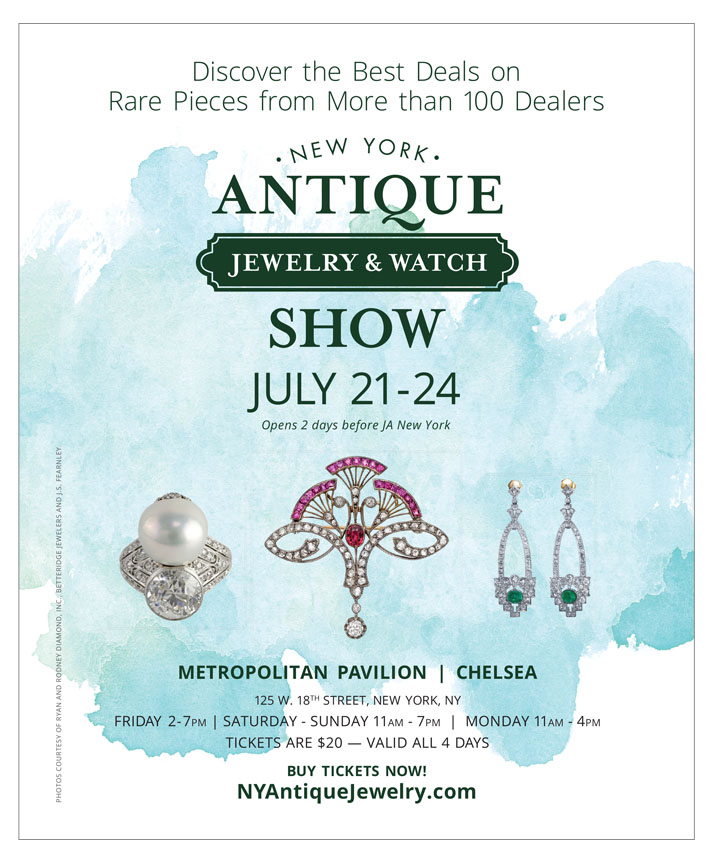 Discover the Best Deals on
Rare Pieces from More than 100 Dealers
· NEW YORK ·
ANTIQUE
JEWELRY & WATCH
SHOW
JULY 21-24
Opens 2 days before JA New York
PHOTOS COURTESY OF RYAN AND RODNEY DIAMOND, INC., BETTERIDGE JEWELERS AND J.S. FEARNLEY
METROPOLITAN PAVILION | CHELSEA
125 W. 18TH STREET, NEW YORK, NY
FRIDAY 2-7PM | SATURDAY - SUNDAY 11AM - 7PM | MONDAY 11AM - 4PM
TICKETS ARE $20 — VALID ALL 4 DAYS
BUY TICKETS NOW!
NYAntiqueJewelry.com